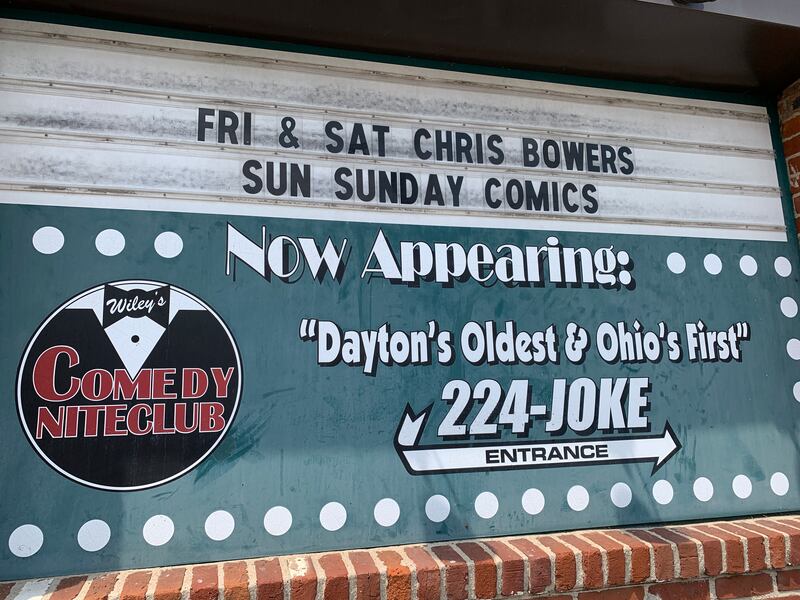 FRI & SAT CHRIS BOWERS
SUN SUNDAY COMICS
Now Appearing:
Wiley's
COMEDY
NITECLUB
"Dayton's Oldest & Ohio's First"
224-JOKE
ENTRANCE